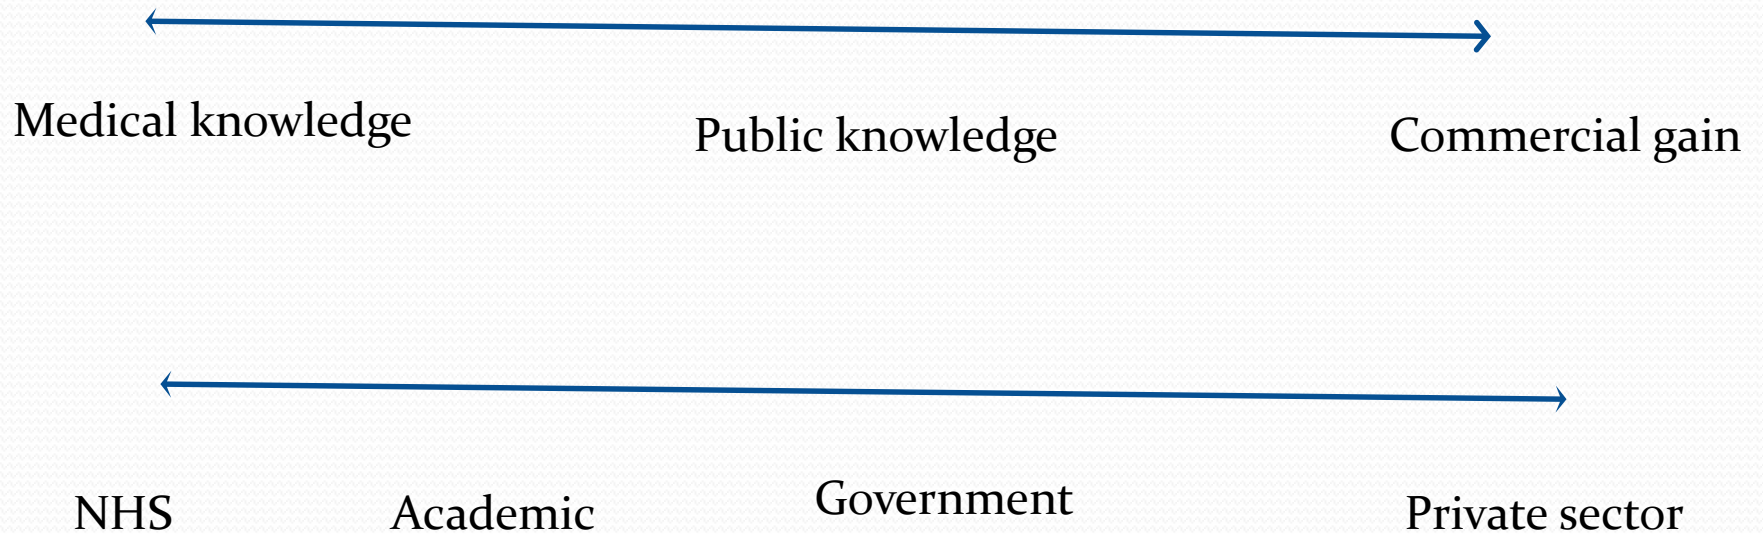 Medical knowledge Public knowledge Commercial gain
NHS Academic Government Private sector